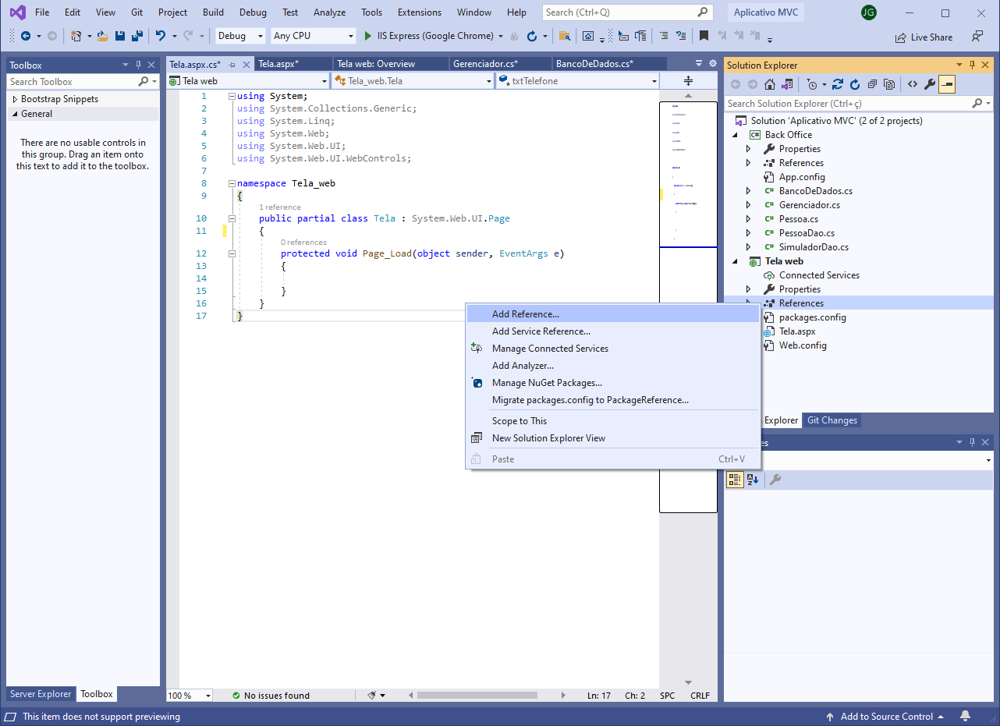 File Edit View Git Project Build Debug Test Analyze Tools Extensions Window Help Search (Ctrl+Q) Aplicativo MVC JG
Debug Any CPU IIS Express (Google Chrome) Live Share
Toolbox
Search Toolbox
Bootstrap Snippets
General
There are no usable controls in
this group. Drag an item onto
this text to add it to the toolbox.
Server Explorer Toolbox
Tela.aspx.cs* Tela.aspx* Tela web: Overview Gerenciador.cs* BancoDeDados.cs*
Tela web Tela_web.Tela txtTelefone
1 using System;
2 using System.Collections.Generic;
3 using System.Linq;
4 using System.Web;
5 using System.Web.UI;
6 using System.Web.UI.WebControls;
7
8 namespace Tela_web
9 {
1 reference
10 public partial class Tela : System.Web.UI.Page
11 {
0 references
12 protected void Page_Load(object sender, EventArgs e)
13 {
14
15 }
16 }
17 }
Add Reference...
Add Service Reference...
Manage Connected Services
Add Analyzer...
Manage NuGet Packages...
Migrate packages.config to PackageReference...
Scope to This
New Solution Explorer View
Paste Ctrl+V
100 % No issues found Ln: 17 Ch: 2 SPC CRLF
Solution Explorer
Search Solution Explorer (Ctrl+ç)
Solution 'Aplicativo MVC' (2 of 2 projects)
C# Back Office
Properties
References
App.config
C# BancoDeDados.cs
C# Gerenciador.cs
C# Pessoa.cs
C# PessoaDao.cs
C# SimuladorDao.cs
Tela web
Connected Services
Properties
References
packages.config
Tela.aspx
Web.config
Explorer Git Changes
es
This item does not support previewing Add to Source Control